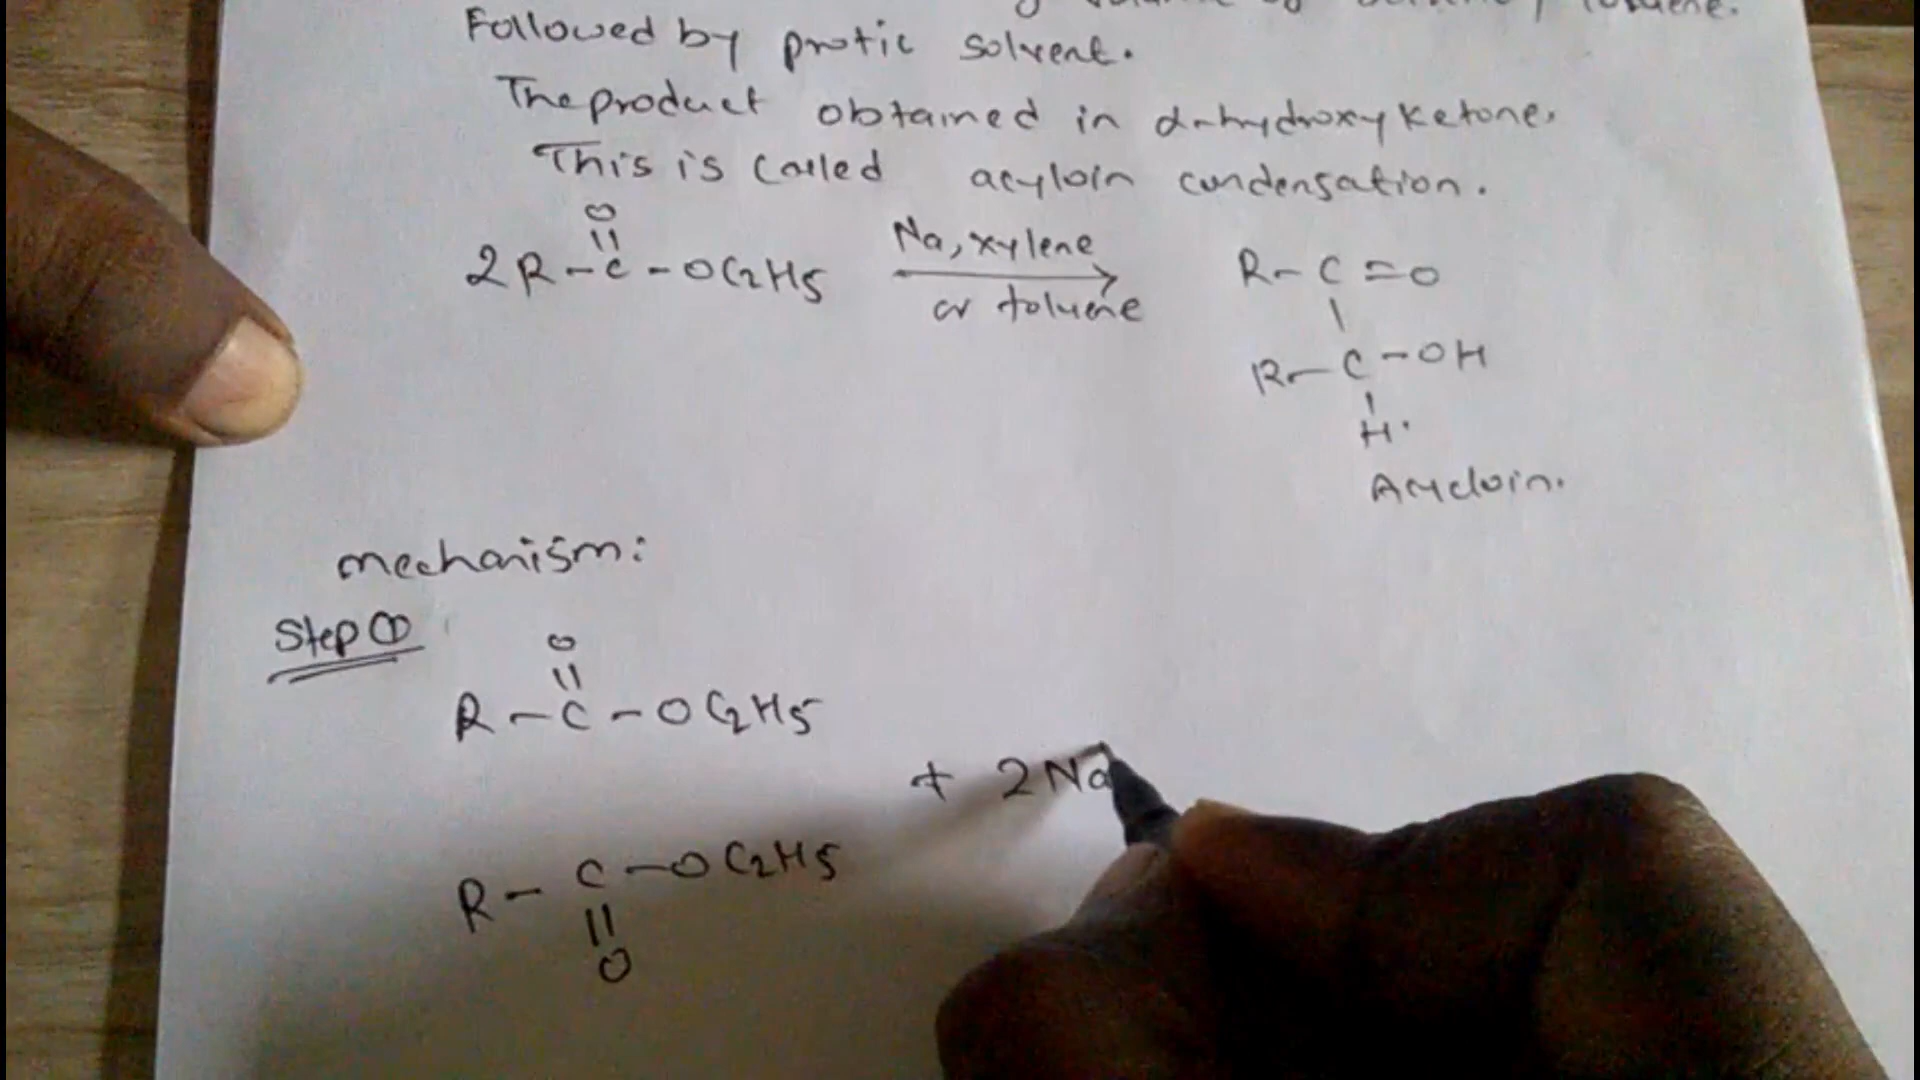 Followed by protic solvent.
The product obtained in α-hydroxy ketone.
This is called acyloin condensation.
O
||
2R-C-OC2H5
Na, xylene
or toluene
R-C=O
|
R-C-OH
|
H.
Acyloin.
mechanism:
Step ①
O
||
R-C-OC2H5
+ 2Na
R-C-OC2H5
||
O